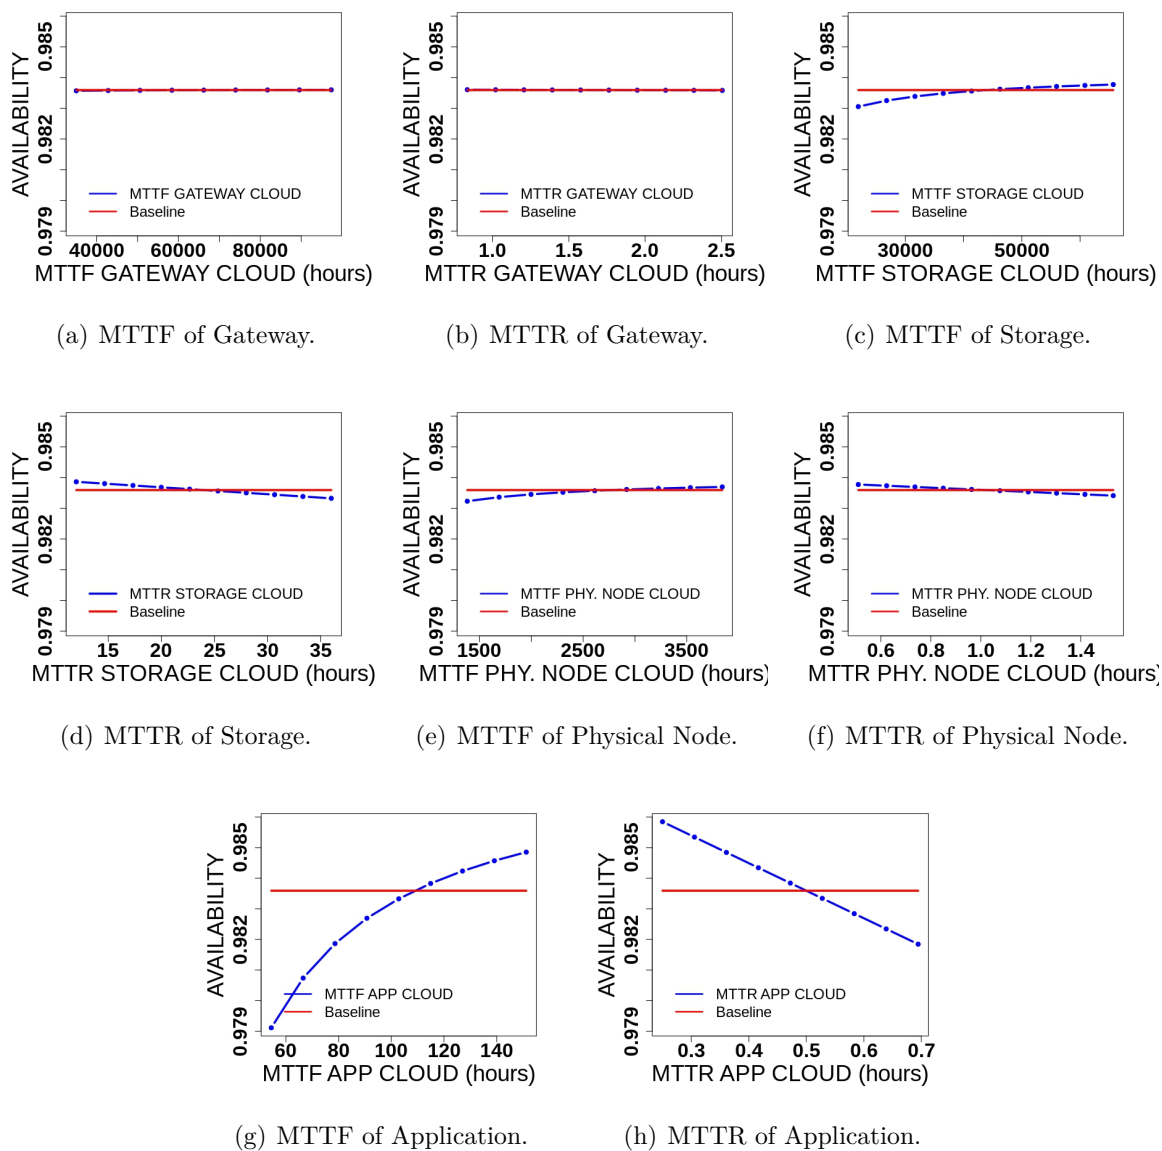 AVAILABILITY
0.985
0.982
0.979
MTTF GATEWAY CLOUD
Baseline
40000 60000 80000
MTTF GATEWAY CLOUD (hours)
(a) MTTF of Gateway.
AVAILABILITY
0.985
0.982
0.979
MTTR GATEWAY CLOUD
Baseline
1.0 1.5 2.0 2.5
MTTR GATEWAY CLOUD (hours)
(b) MTTR of Gateway.
AVAILABILITY
0.985
0.982
0.979
MTTF STORAGE CLOUD
Baseline
30000 50000
MTTF STORAGE CLOUD (hours)
(c) MTTF of Storage.
AVAILABILITY
0.985
0.982
0.979
MTTR STORAGE CLOUD
Baseline
15 20 25 30 35
MTTR STORAGE CLOUD (hours)
(d) MTTR of Storage.
AVAILABILITY
0.985
0.982
0.979
MTTF PHY. NODE CLOUD
Baseline
1500 2500 3500
MTTF PHY. NODE CLOUD (hours)
(e) MTTF of Physical Node.
AVAILABILITY
0.985
0.982
0.979
MTTR PHY. NODE CLOUD
Baseline
0.6 0.8 1.0 1.2 1.4
MTTR PHY. NODE CLOUD (hours)
(f) MTTR of Physical Node.
AVAILABILITY
0.985
0.982
0.979
MTTF APP CLOUD
Baseline
60 80 100 120 140
MTTF APP CLOUD (hours)
(g) MTTF of Application.
AVAILABILITY
0.985
0.982
0.979
MTTR APP CLOUD
Baseline
0.3 0.4 0.5 0.6 0.7
MTTR APP CLOUD (hours)
(h) MTTR of Application.